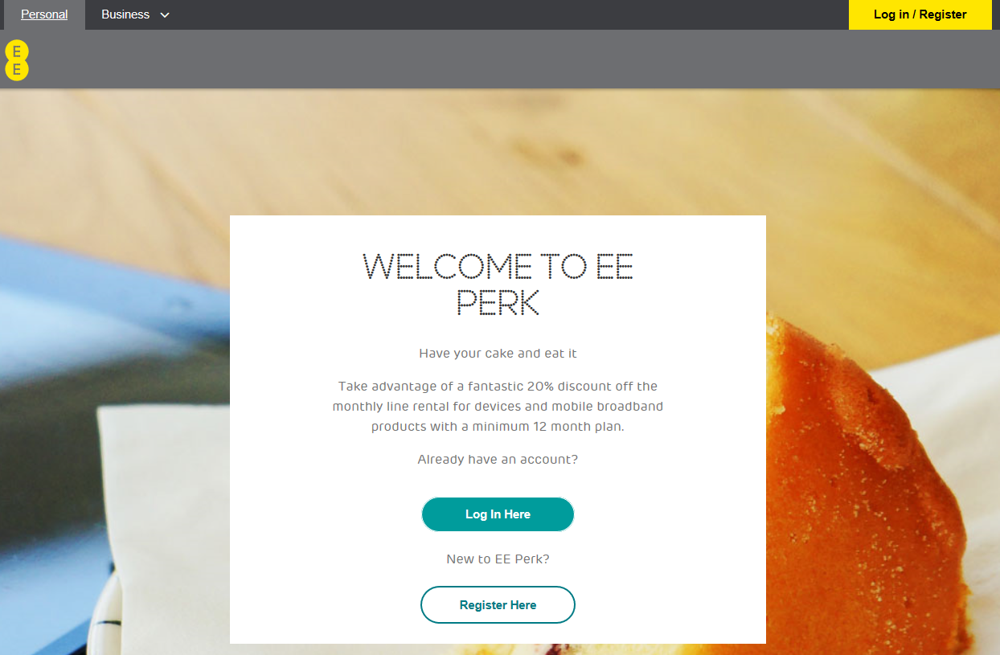 Personal
Business
Log in / Register
E
E
WELCOME TO EE
PERK
Have your cake and eat it
Take advantage of a fantastic 20% discount off the
monthly line rental for devices and mobile broadband
products with a minimum 12 month plan.
Already have an account?
Log In Here
New to EE Perk?
Register Here